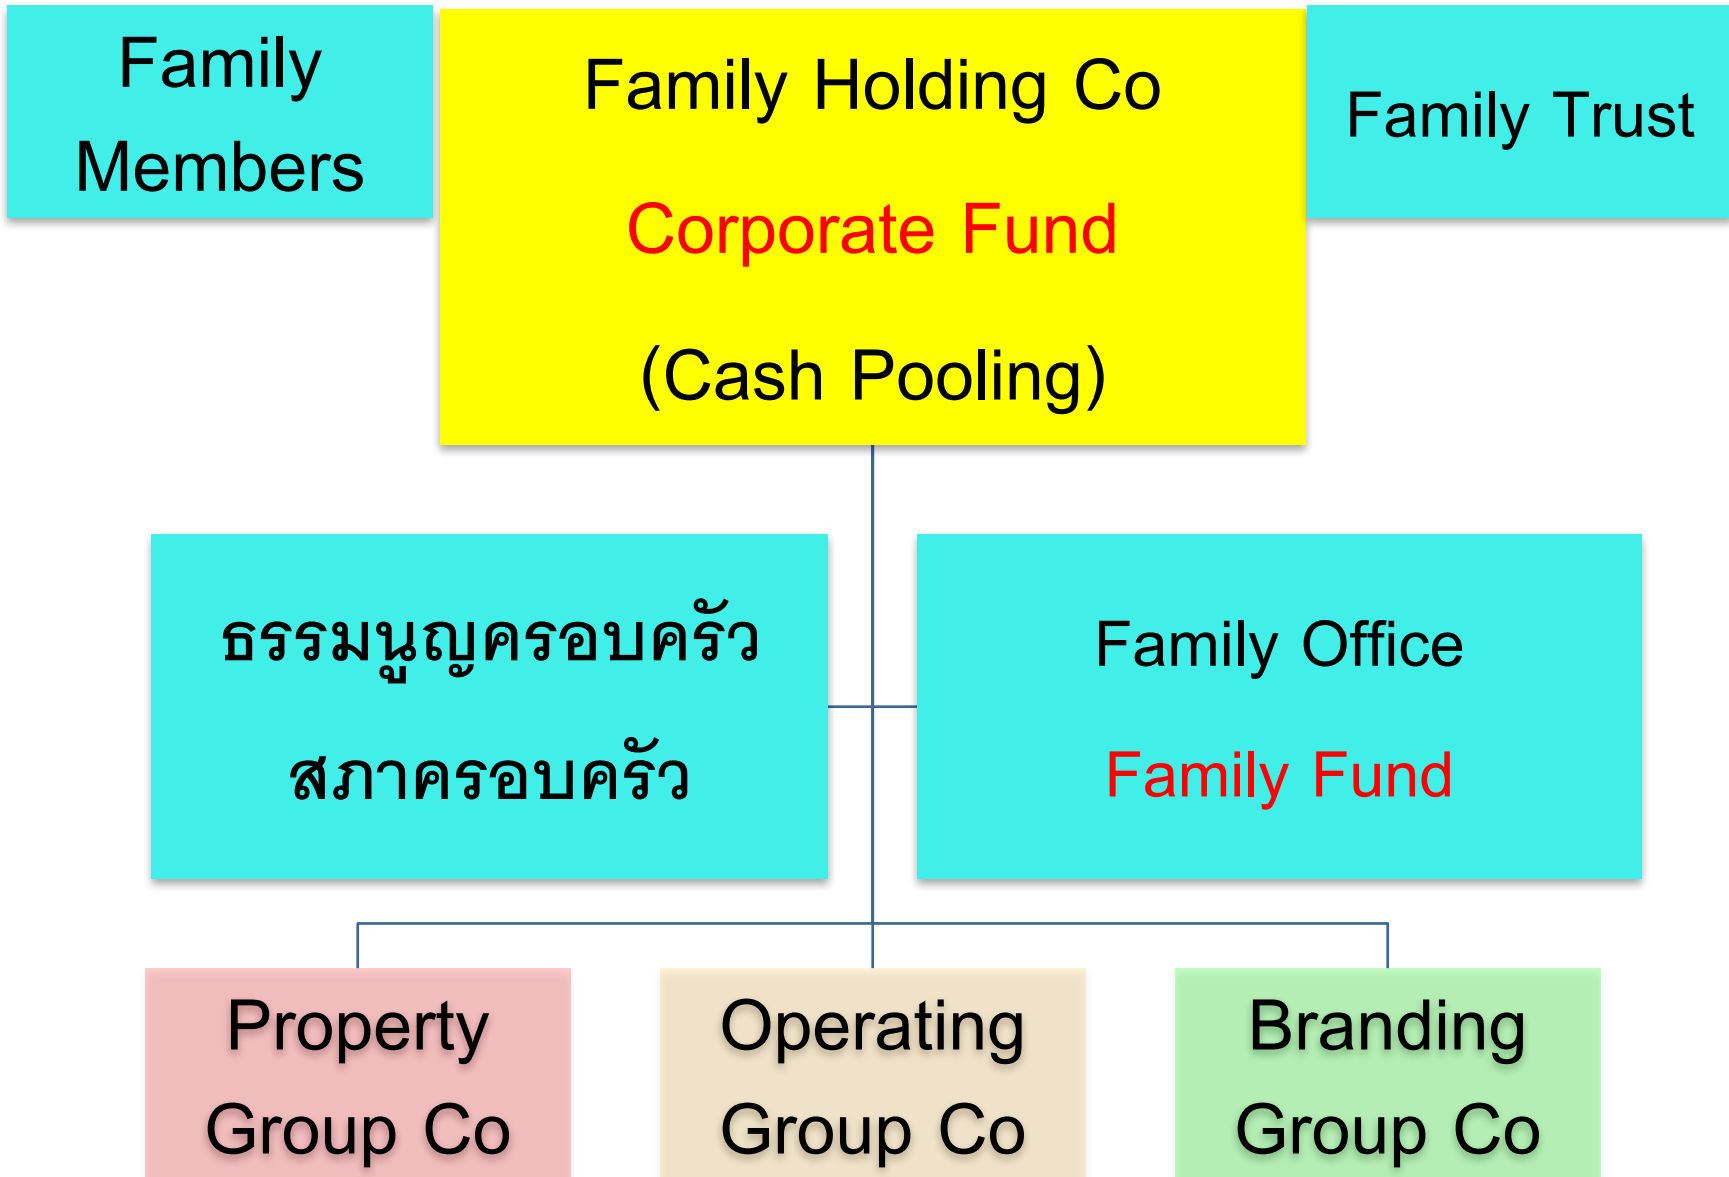 Family
Members
Family Holding Co
Corporate Fund
(Cash Pooling)
Family Trust
ธรรมนูญครอบครัว
สภาครอบครัว
Family Office
Family Fund
Property
Group Co
Operating
Group Co
Branding
Group Co